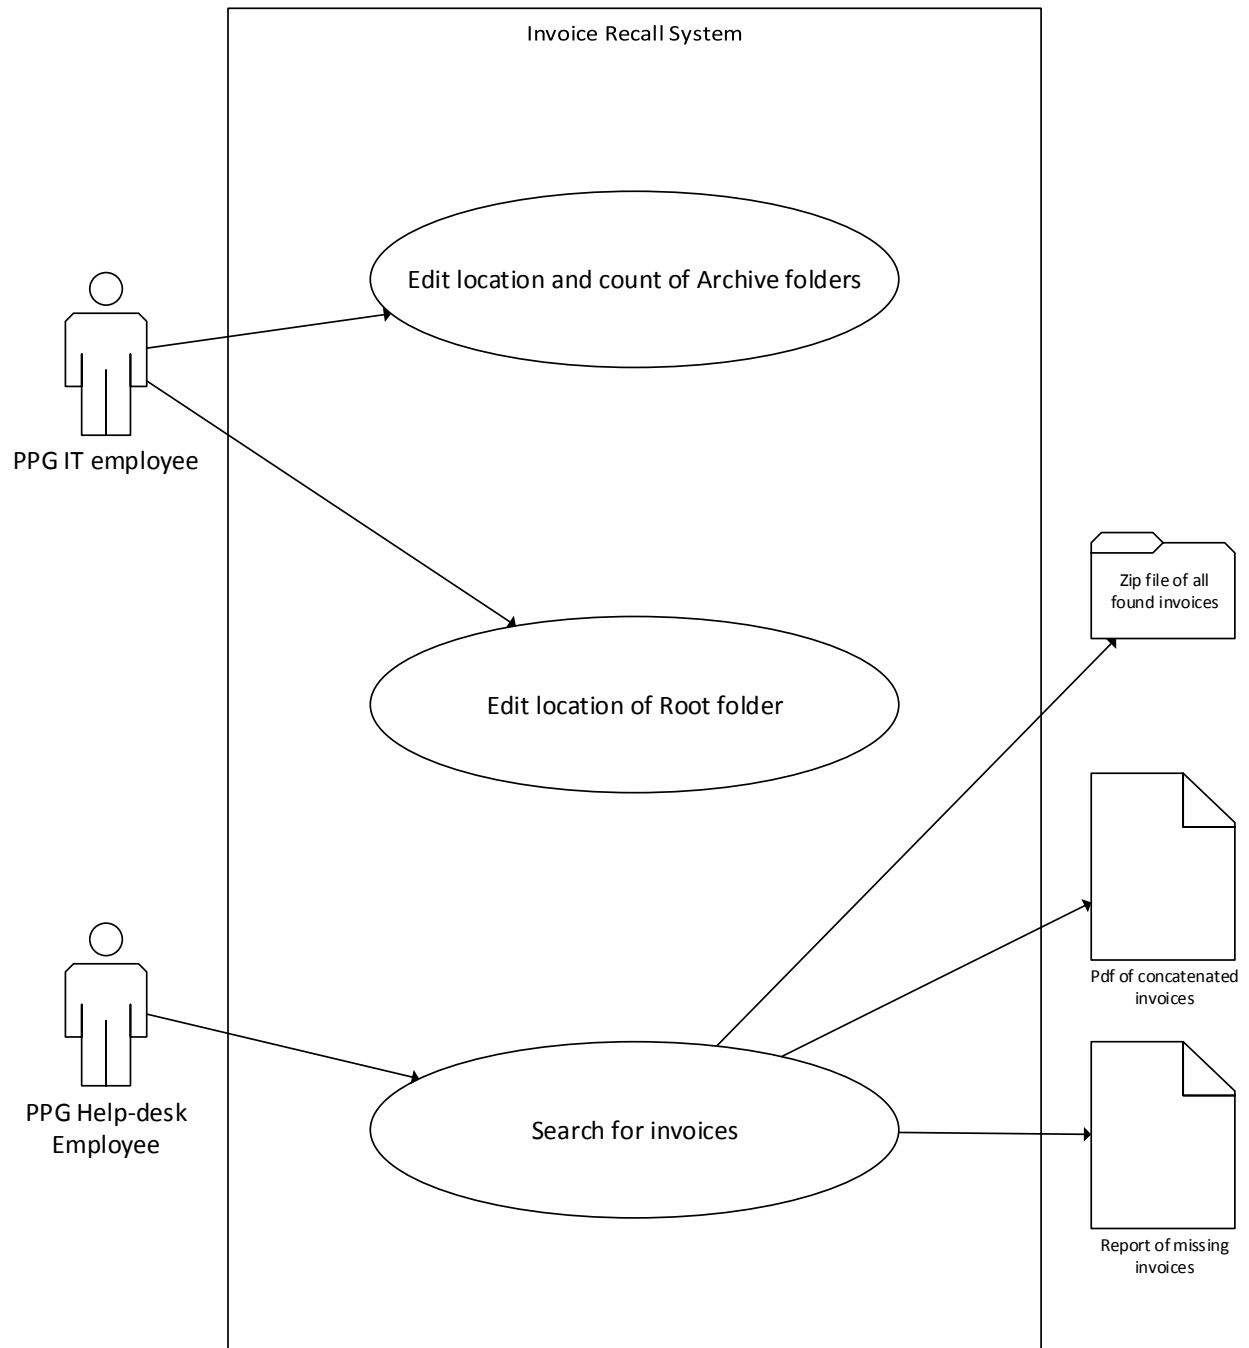 Invoice Recall System
Edit location and count of Archive folders
PPG IT employee
Zip file of all
found invoices
Edit location of Root folder
Pdf of concatenated
invoices
PPG Help-desk
Employee
Search for invoices
Report of missing
invoices